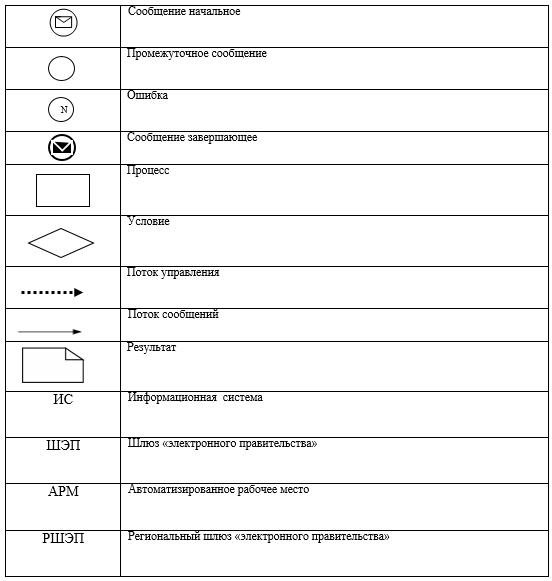 Сообщение начальное
Промежуточное сообщение
N Ошибка
Сообщение завершающее
Процесс
Условие
Поток управления
Поток сообщений
Результат
ИС Информационная система
ШЭП Шлюз «электронного правительства»
АРМ Автоматизированное рабочее место
РШЭП Региональный шлюз «электронного правительства»